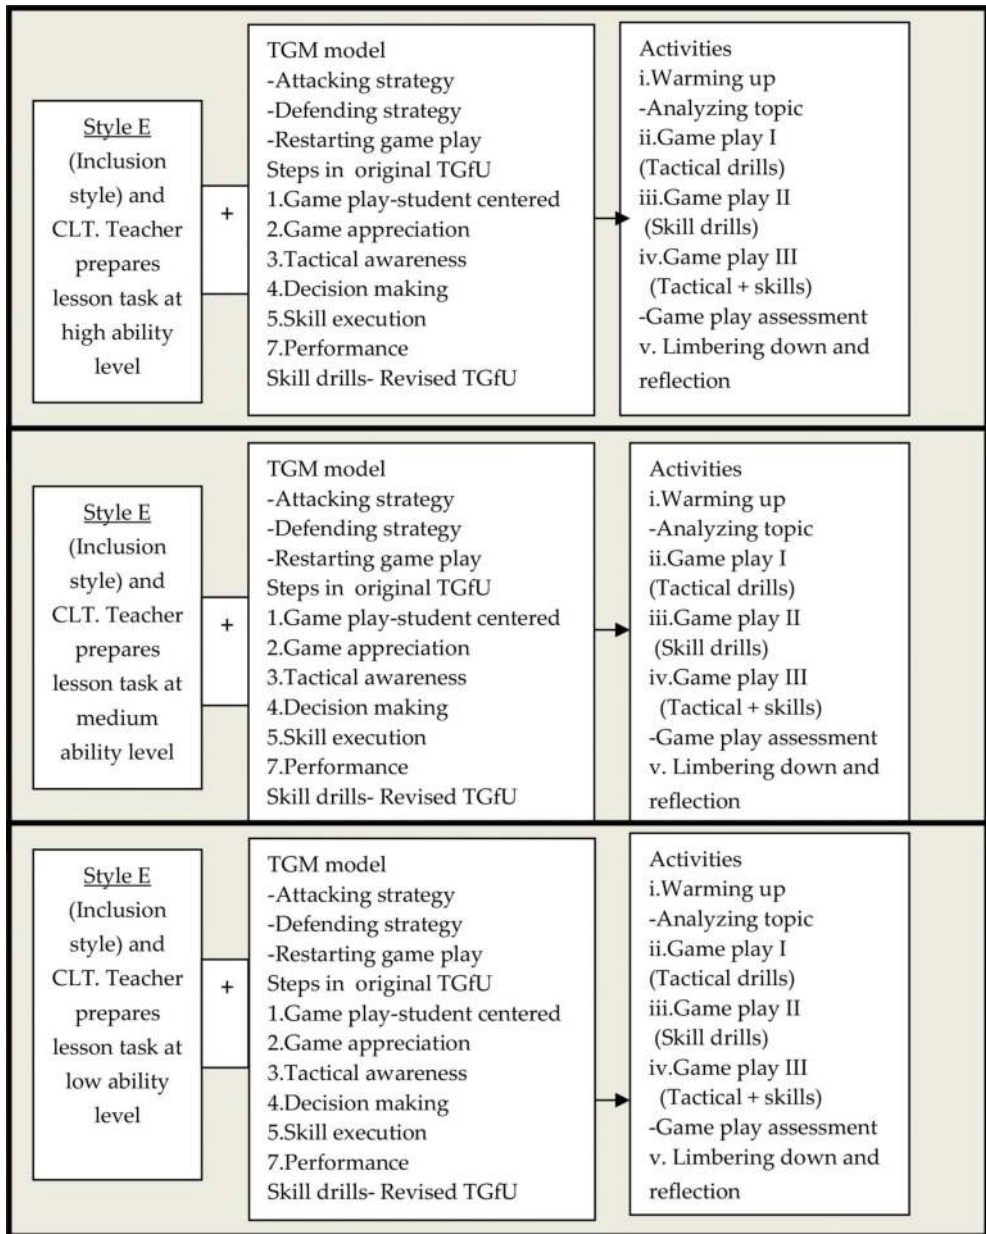 Style E
(Inclusion
style) and
CLT. Teacher
prepares
lesson task at
high ability
level
+
TGM model
-Attacking strategy
-Defending strategy
-Restarting game play
Steps in original TGfU
1.Game play-student centered
2.Game appreciation
3.Tactical awareness
4.Decision making
5.Skill execution
7.Performance
Skill drills- Revised TGfU
Activities
i.Warming up
-Analyzing topic
ii.Game play I
(Tactical drills)
iii.Game play II
(Skill drills)
iv.Game play III
(Tactical + skills)
-Game play assessment
v. Limbering down and
reflection
Style E
(Inclusion
style) and
CLT. Teacher
prepares
lesson task at
medium
ability level
+
TGM model
-Attacking strategy
-Defending strategy
-Restarting game play
Steps in original TGfU
1.Game play-student centered
2.Game appreciation
3.Tactical awareness
4.Decision making
5.Skill execution
7.Performance
Skill drills- Revised TGfU
Activities
i.Warming up
-Analyzing topic
ii.Game play I
(Tactical drills)
iii.Game play II
(Skill drills)
iv.Game play III
(Tactical + skills)
-Game play assessment
v. Limbering down and
reflection
Style E
(Inclusion
style) and
CLT. Teacher
prepares
lesson task at
low ability
level
+
TGM model
-Attacking strategy
-Defending strategy
-Restarting game play
Steps in original TGfU
1.Game play-student centered
2.Game appreciation
3.Tactical awareness
4.Decision making
5.Skill execution
7.Performance
Skill drills- Revised TGfU
Activities
i.Warming up
-Analyzing topic
ii.Game play I
(Tactical drills)
iii.Game play II
(Skill drills)
iv.Game play III
(Tactical + skills)
-Game play assessment
v. Limbering down and
reflection